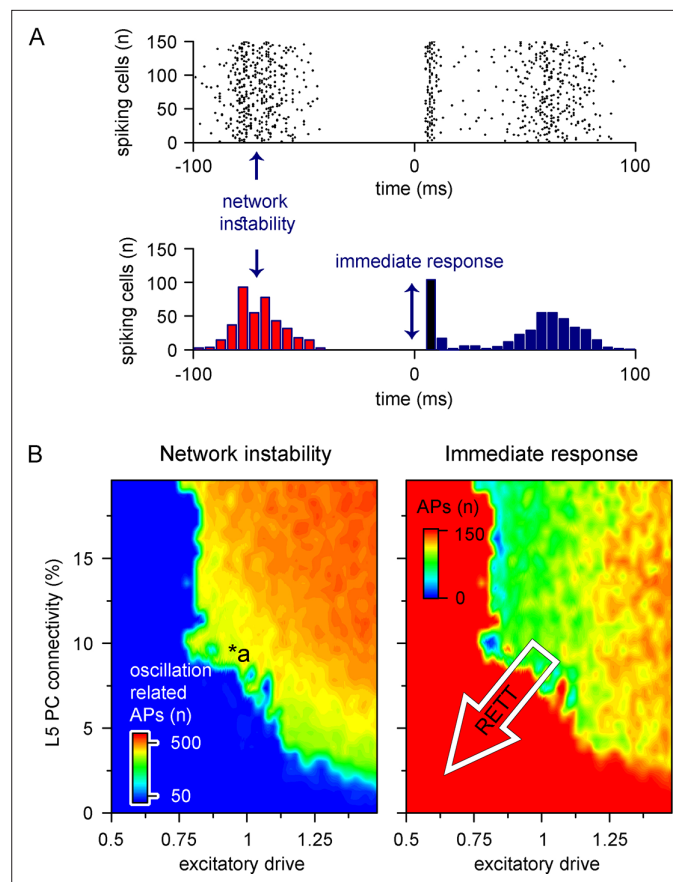 A
spiking cells (n)
150
100
50
0
-100
0
100
time (ms)
network
instability
immediate response
spiking cells (n)
150
100
50
0
-100
0
100
time (ms)
B
Network instability
Immediate response
L5 PC connectivity (%)
15
10
5
0
*a
oscillation
related
APs (n)
500
50
0.5
0.75
1
1.25
excitatory drive
APs (n)
150
0
RETT
0.5
0.75
1
1.25
excitatory drive